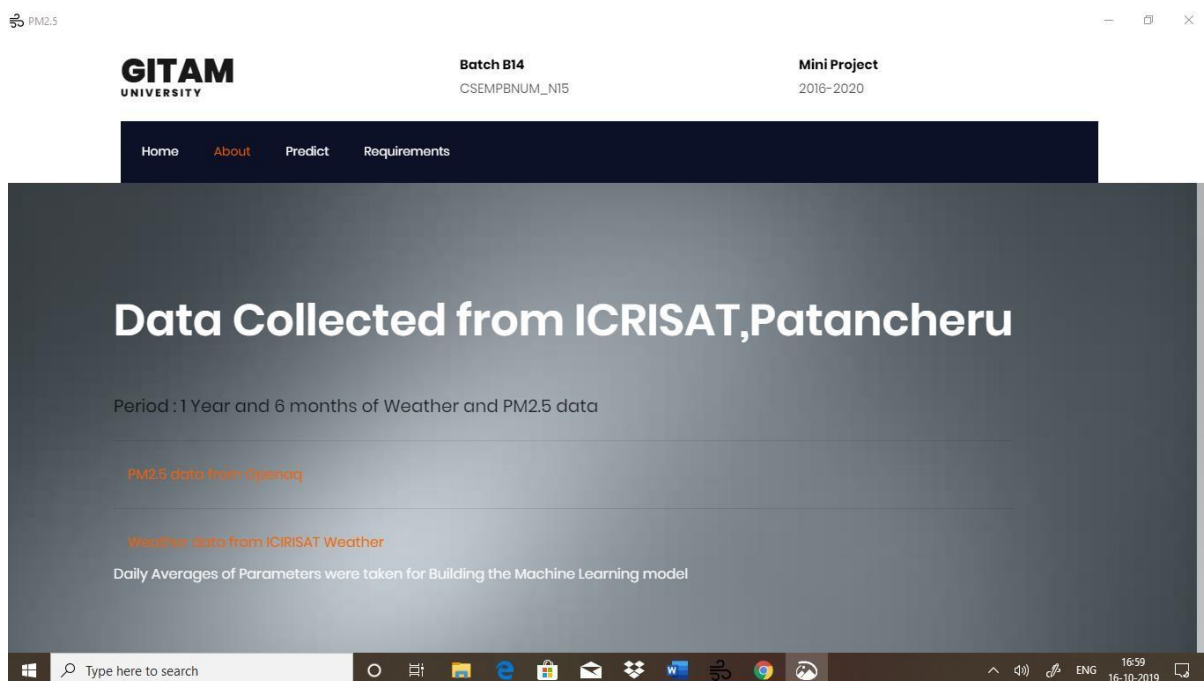 PM2.5
GITAM
UNIVERSITY
Batch B14
CSEMPBNUM_N15
Mini Project
2016-2020
Home About Predict Requirements
Data Collected from ICRISAT,Patancheru
Period : 1 Year and 6 months of Weather and PM2.5 data
PM2.5 data from Openaq
Weather data from ICIRISAT Weather
Daily Averages of Parameters were taken for Building the Machine Learning model
Type here to search
ENG
16:59
16-10-2019